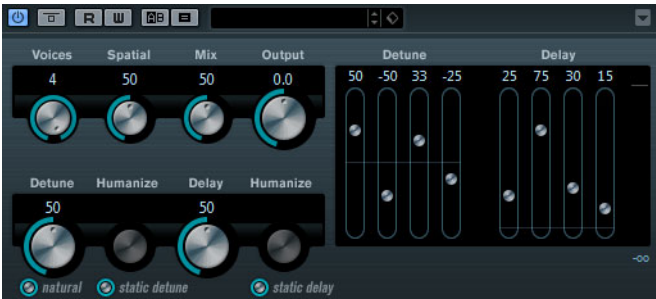 R W AB
Voices Spatial Mix Output Detune Delay
4 50 50 0.0 50 -50 33 -25 25 75 30 15
Detune Humanize Delay Humanize
50 50
-∞
natural static detune static delay